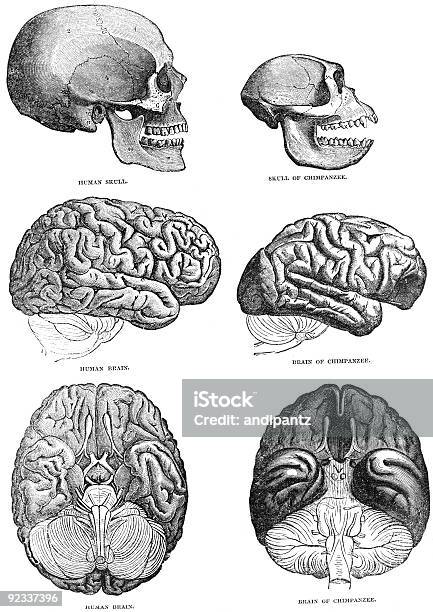 HUMAN SKULL.
SKULL OF CHIMPANZEE.
HUMAN BRAIN.
BRAIN OF CHIMPANZEE.
iStock
Credit: andipantz
HUMAN BRAIN.
BRAIN OF CHIMPANZEE.
92337396